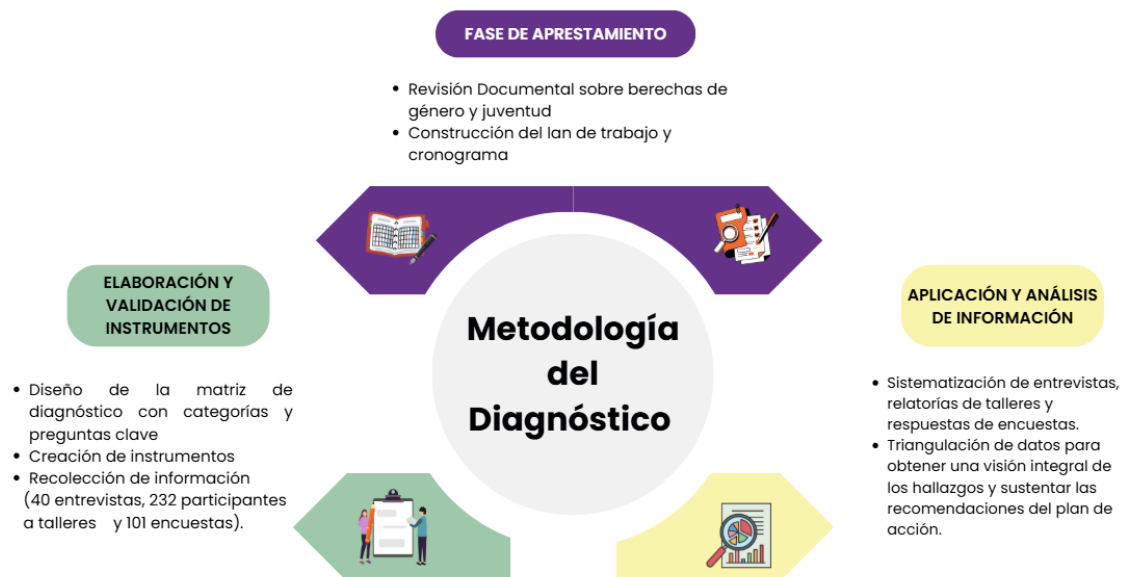 FASE DE APRESTAMIENTO
• Revisión Documental sobre berechas de
género y juventud
• Construcción del lan de trabajo y
cronograma
ELABORACIÓN Y
VALIDACIÓN DE
INSTRUMENTOS
• Diseño de la matriz de
diagnóstico con categorías y
preguntas clave
• Creación de instrumentos
• Recolección de información
(40 entrevistas, 232 participantes
a talleres y 101 encuestas).
Metodología
del
Diagnóstico
APLICACIÓN Y ANÁLISIS
DE INFORMACIÓN
• Sistematización de entrevistas,
relatorías de talleres y
respuestas de encuestas.
• Triangulación de datos para
obtener una visión integral de
los hallazgos y sustentar las
recomendaciones del plan de
acción.